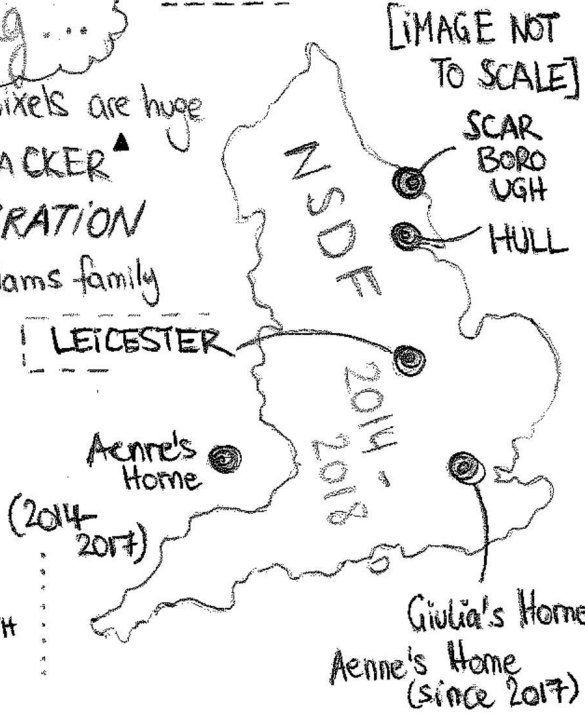 g...
[iMAGE NOT
TO SCALE]
pixels are huge
SCAR
BORO
UGH
ACKER
RATiON
HULL
NSDF
dams family
LEiCESTER
2014-
2018
Aenne's
Home
(2014-
2017)
H
Giulia's Home
Aenne's Home
(since 2017)